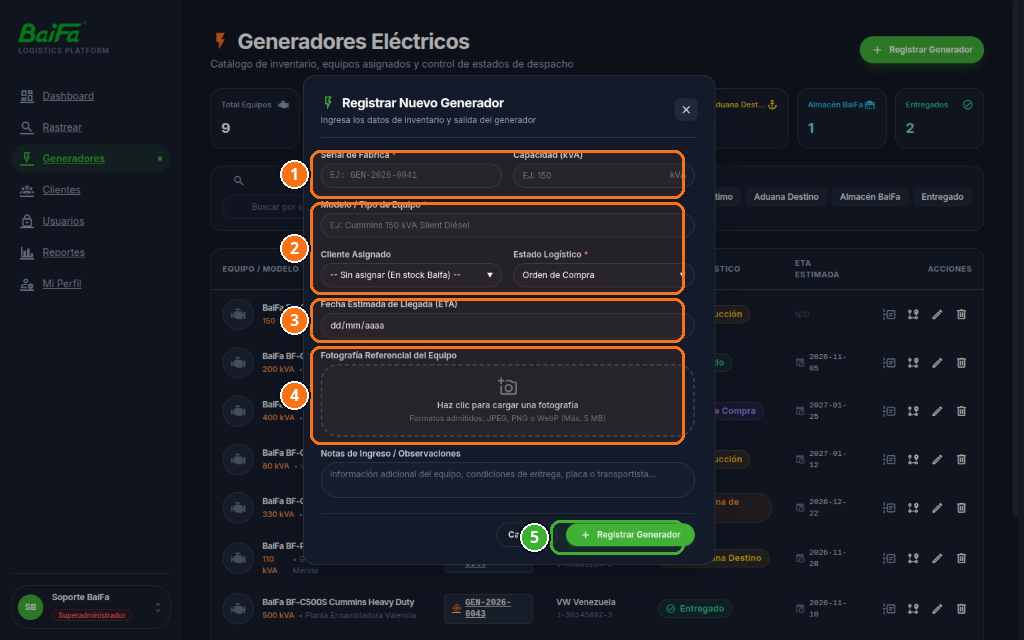 BaiFa
LOGISTICS PLATFORM
Dashboard
Rastrear
Generadores
Clientes
Usuarios
Reportes
Mi Perfil
SB
Soporte BaiFa
Superadministrador
Generadores Eléctricos
Catálogo de inventario, equipos asignados y control de estados de despacho
+ Registrar Generador
Total Equipos
9
Almacén BaiFa
1
Entregados
2
Aduana Destino
Almacén BaiFa
Entregado
EQUIPO / MODELO
ETA ESTIMADA
ACCIONES
150
N/D
200 kVA
2026-11-05
400 kVA
2027-01-25
80 kVA
2027-01-12
330 kVA
2026-12-22
110 kVA
Mérida
2026-11-28
BaiFa BF-C500S Cummins Heavy Duty
500 kVA • Planta Ensambladora Valencia
GEN-2026-0043
VW Venezuela
J-30145892-3
Entregado
2026-11-10
Registrar Nuevo Generador
Ingresa los datos de inventario y salida del generador
1
Serial de Fábrica *
Capacidad (kVA)
EJ: GEN-2026-0041
EJ: 150
kVA
2
Modelo / Tipo de Equipo *
EJ: Cummins 150 kVA Silent Diésel
Cliente Asignado
Estado Logístico *
-- Sin asignar (En stock Baifa) --
Orden de Compra
3
Fecha Estimada de Llegada (ETA)
dd/mm/aaaa
4
Fotografía Referencial del Equipo
Haz clic para cargar una fotografía
Formatos admitidos: JPEG, PNG o WebP (Máx. 5 MB)
Notas de Ingreso / Observaciones
Información adicional del equipo, condiciones de entrega, placa o transportista...
5
+ Registrar Generador